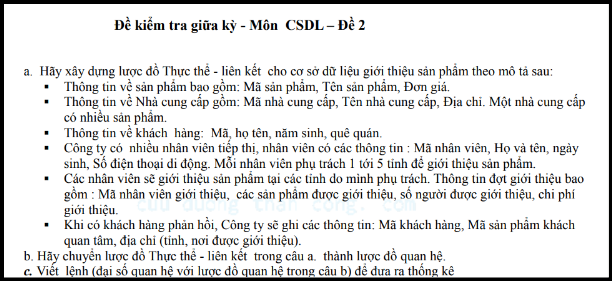 Đề kiểm tra giữa kỳ - Môn CSDL – Đề 2
a. Hãy xây dựng lược đồ Thực thể - liên kết cho cơ sở dữ liệu giới thiệu sản phẩm theo mô tả sau:
▪ Thông tin về sản phẩm bao gồm: Mã sản phẩm, Tên sản phẩm, Đơn giá.
▪ Thông tin về Nhà cung cấp gồm: Mã nhà cung cấp, Tên nhà cung cấp, Địa chỉ. Một nhà cung cấp
có nhiều sản phẩm.
▪ Thông tin về khách hàng: Mã, họ tên, năm sinh, quê quán.
▪ Công ty có nhiều nhân viên tiếp thị, nhân viên có các thông tin : Mã nhân viên, Họ và tên, ngày
sinh, Số điện thoại di động. Mỗi nhân viên phụ trách 1 tới 5 tỉnh để giới thiệu sản phẩm.
▪ Các nhân viên sẽ giới thiệu sản phẩm tại các tỉnh do mình phụ trách. Thông tin đợt giới thiệu bao
gồm : Mã nhân viên giới thiệu, các sản phẩm được giới thiệu, số người được giới thiệu, chi phí
giới thiệu.
cuu duong than cong . com
▪ Khi có khách hàng phản hồi, Công ty sẽ ghi các thông tin: Mã khách hàng, Mã sản phẩm khách
quan tâm, địa chỉ (tỉnh, nơi được giới thiệu).
b. Hãy chuyển lược đồ Thực thể - liên kết trong câu a. thành lược đồ quan hệ.
c. Viết lệnh (đại số quan hệ với lược đồ quan hệ trong câu b) để đưa ra thống kê